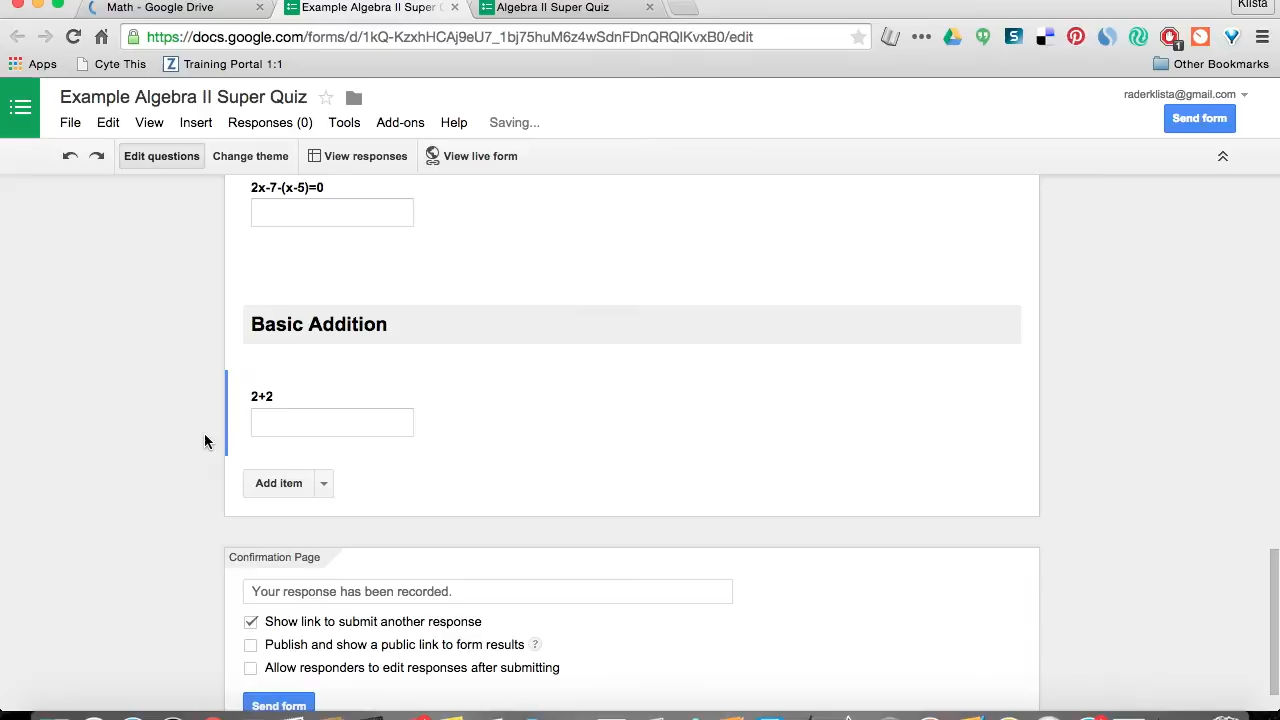 Math - Google Drive
Example Algebra II Super
Algebra II Super Quiz
Klista
https://docs.google.com/forms/d/1kQ-KzxhHCAj9eU7_1bj75huM6z4wSdnFDnQRQlKvxB0/edit
1
Apps
Cyte This
Z
Training Portal 1:1
Other Bookmarks
Example Algebra II Super Quiz
raderklista@gmail.com
Send form
File Edit View Insert Responses (0) Tools Add-ons Help Saving...
Edit questions Change theme View responses View live form
2x-7-(x-5)=0
Basic Addition
2+2
Add item
Confirmation Page
Your response has been recorded.
Show link to submit another response
Publish and show a public link to form results ?
Allow responders to edit responses after submitting
Send form